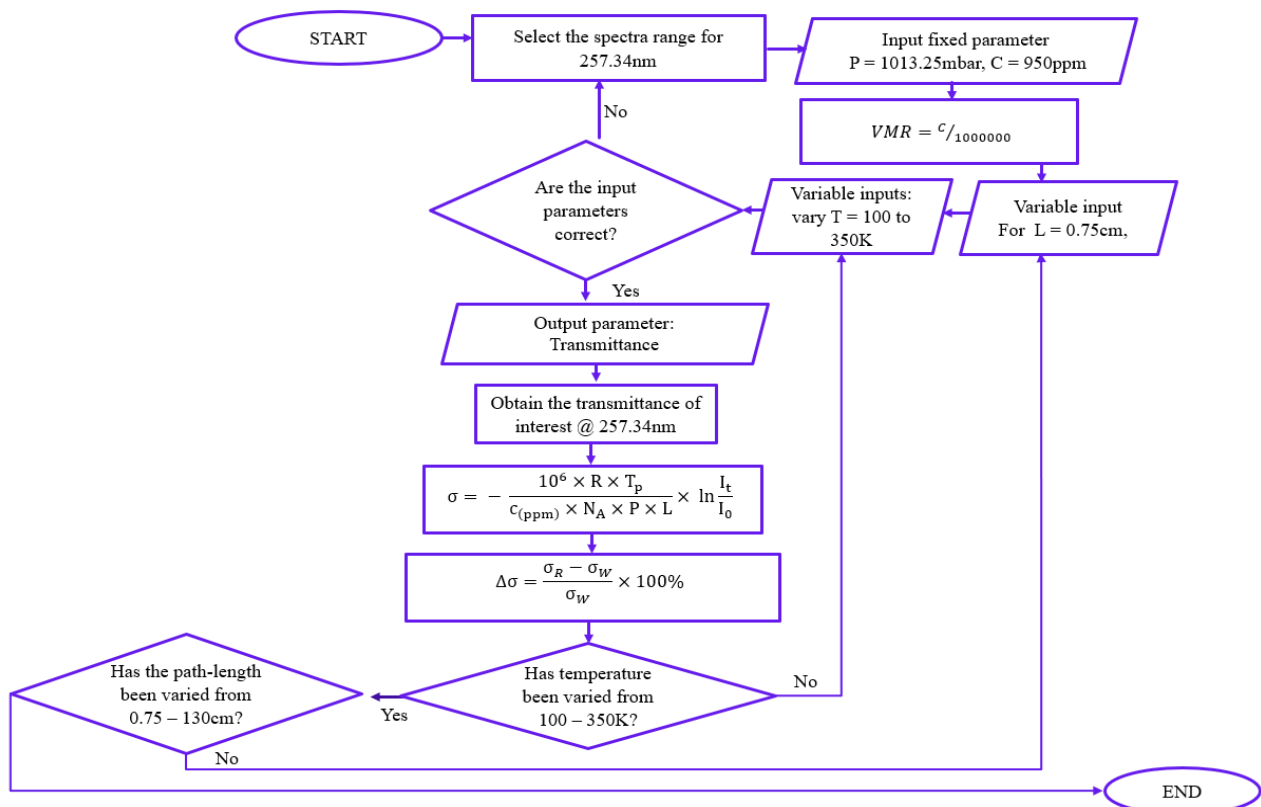 START
Select the spectra range for
257.34nm
Input fixed parameter
P = 1013.25mbar, C = 950ppm
VMR = c/1000000
Variable input
For L = 0.75cm,
Variable inputs:
vary T = 100 to
350K
Are the input
parameters
correct?
No
Yes
Output parameter:
Transmittance
Obtain the transmittance of
interest @ 257.34nm
σ = − (10⁶ × R × Tₚ)/(c₍ppm₎ × N_A × P × L) × ln I_t/I_0
Δσ = (σ_R − σ_W)/σ_W × 100%
Has temperature
been varied from
100 – 350K?
No
Yes
Has the path-length
been varied from
0.75 – 130cm?
No
END